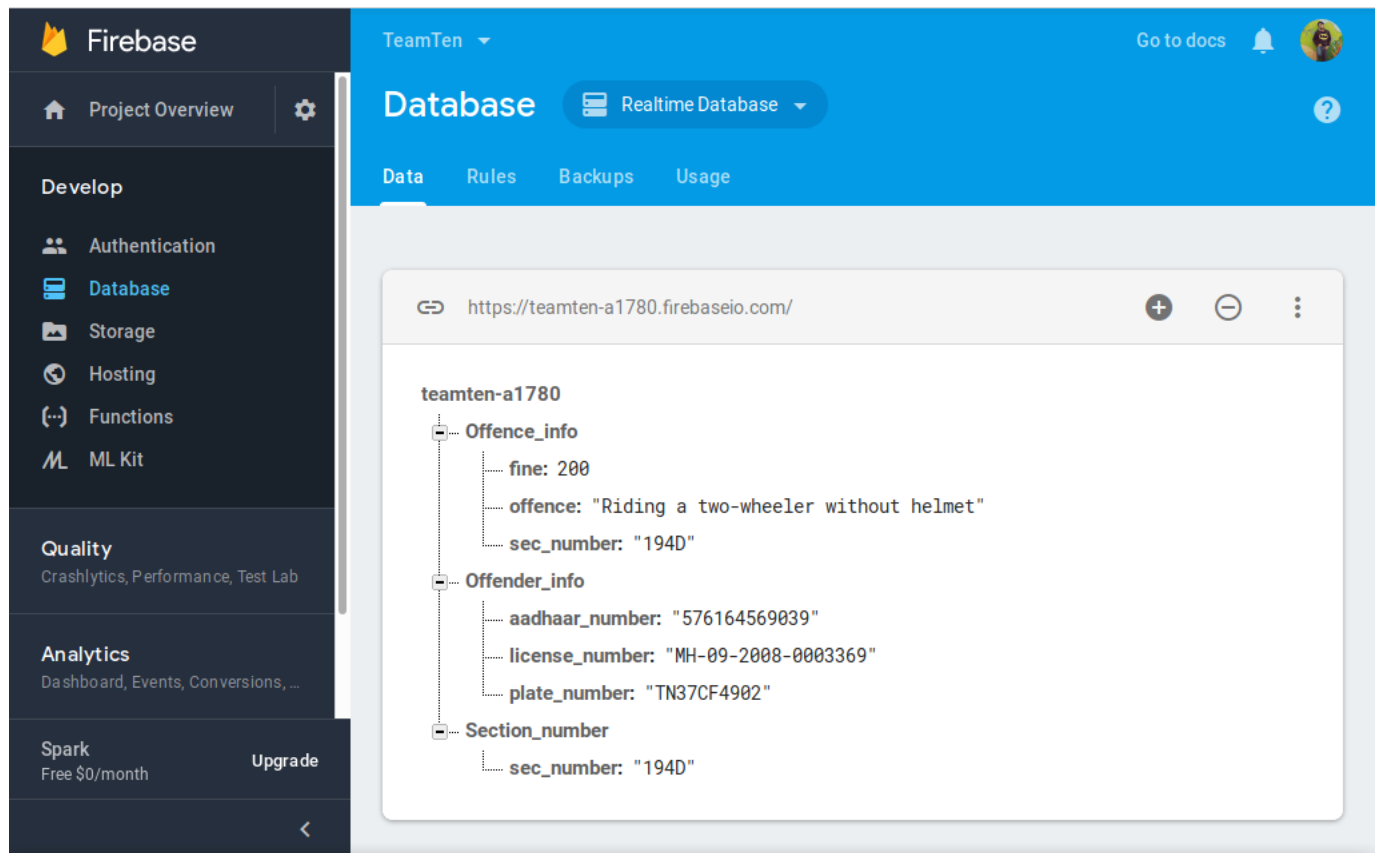 Firebase
Project Overview
Develop
Authentication
Database
Storage
Hosting
Functions
ML Kit
Quality
Crashlytics, Performance, Test Lab
Analytics
Dashboard, Events, Conversions, ...
Spark
Free $0/month
Upgrade
TeamTen
Go to docs
Database
Realtime Database
Data Rules Backups Usage
https://teamten-a1780.firebaseio.com/
teamten-a1780
Offence_info
fine: 200
offence: "Riding a two-wheeler without helmet"
sec_number: "194D"
Offender_info
aadhaar_number: "576164569039"
license_number: "MH-09-2008-0003369"
plate_number: "TN37CF4902"
Section_number
sec_number: "194D"